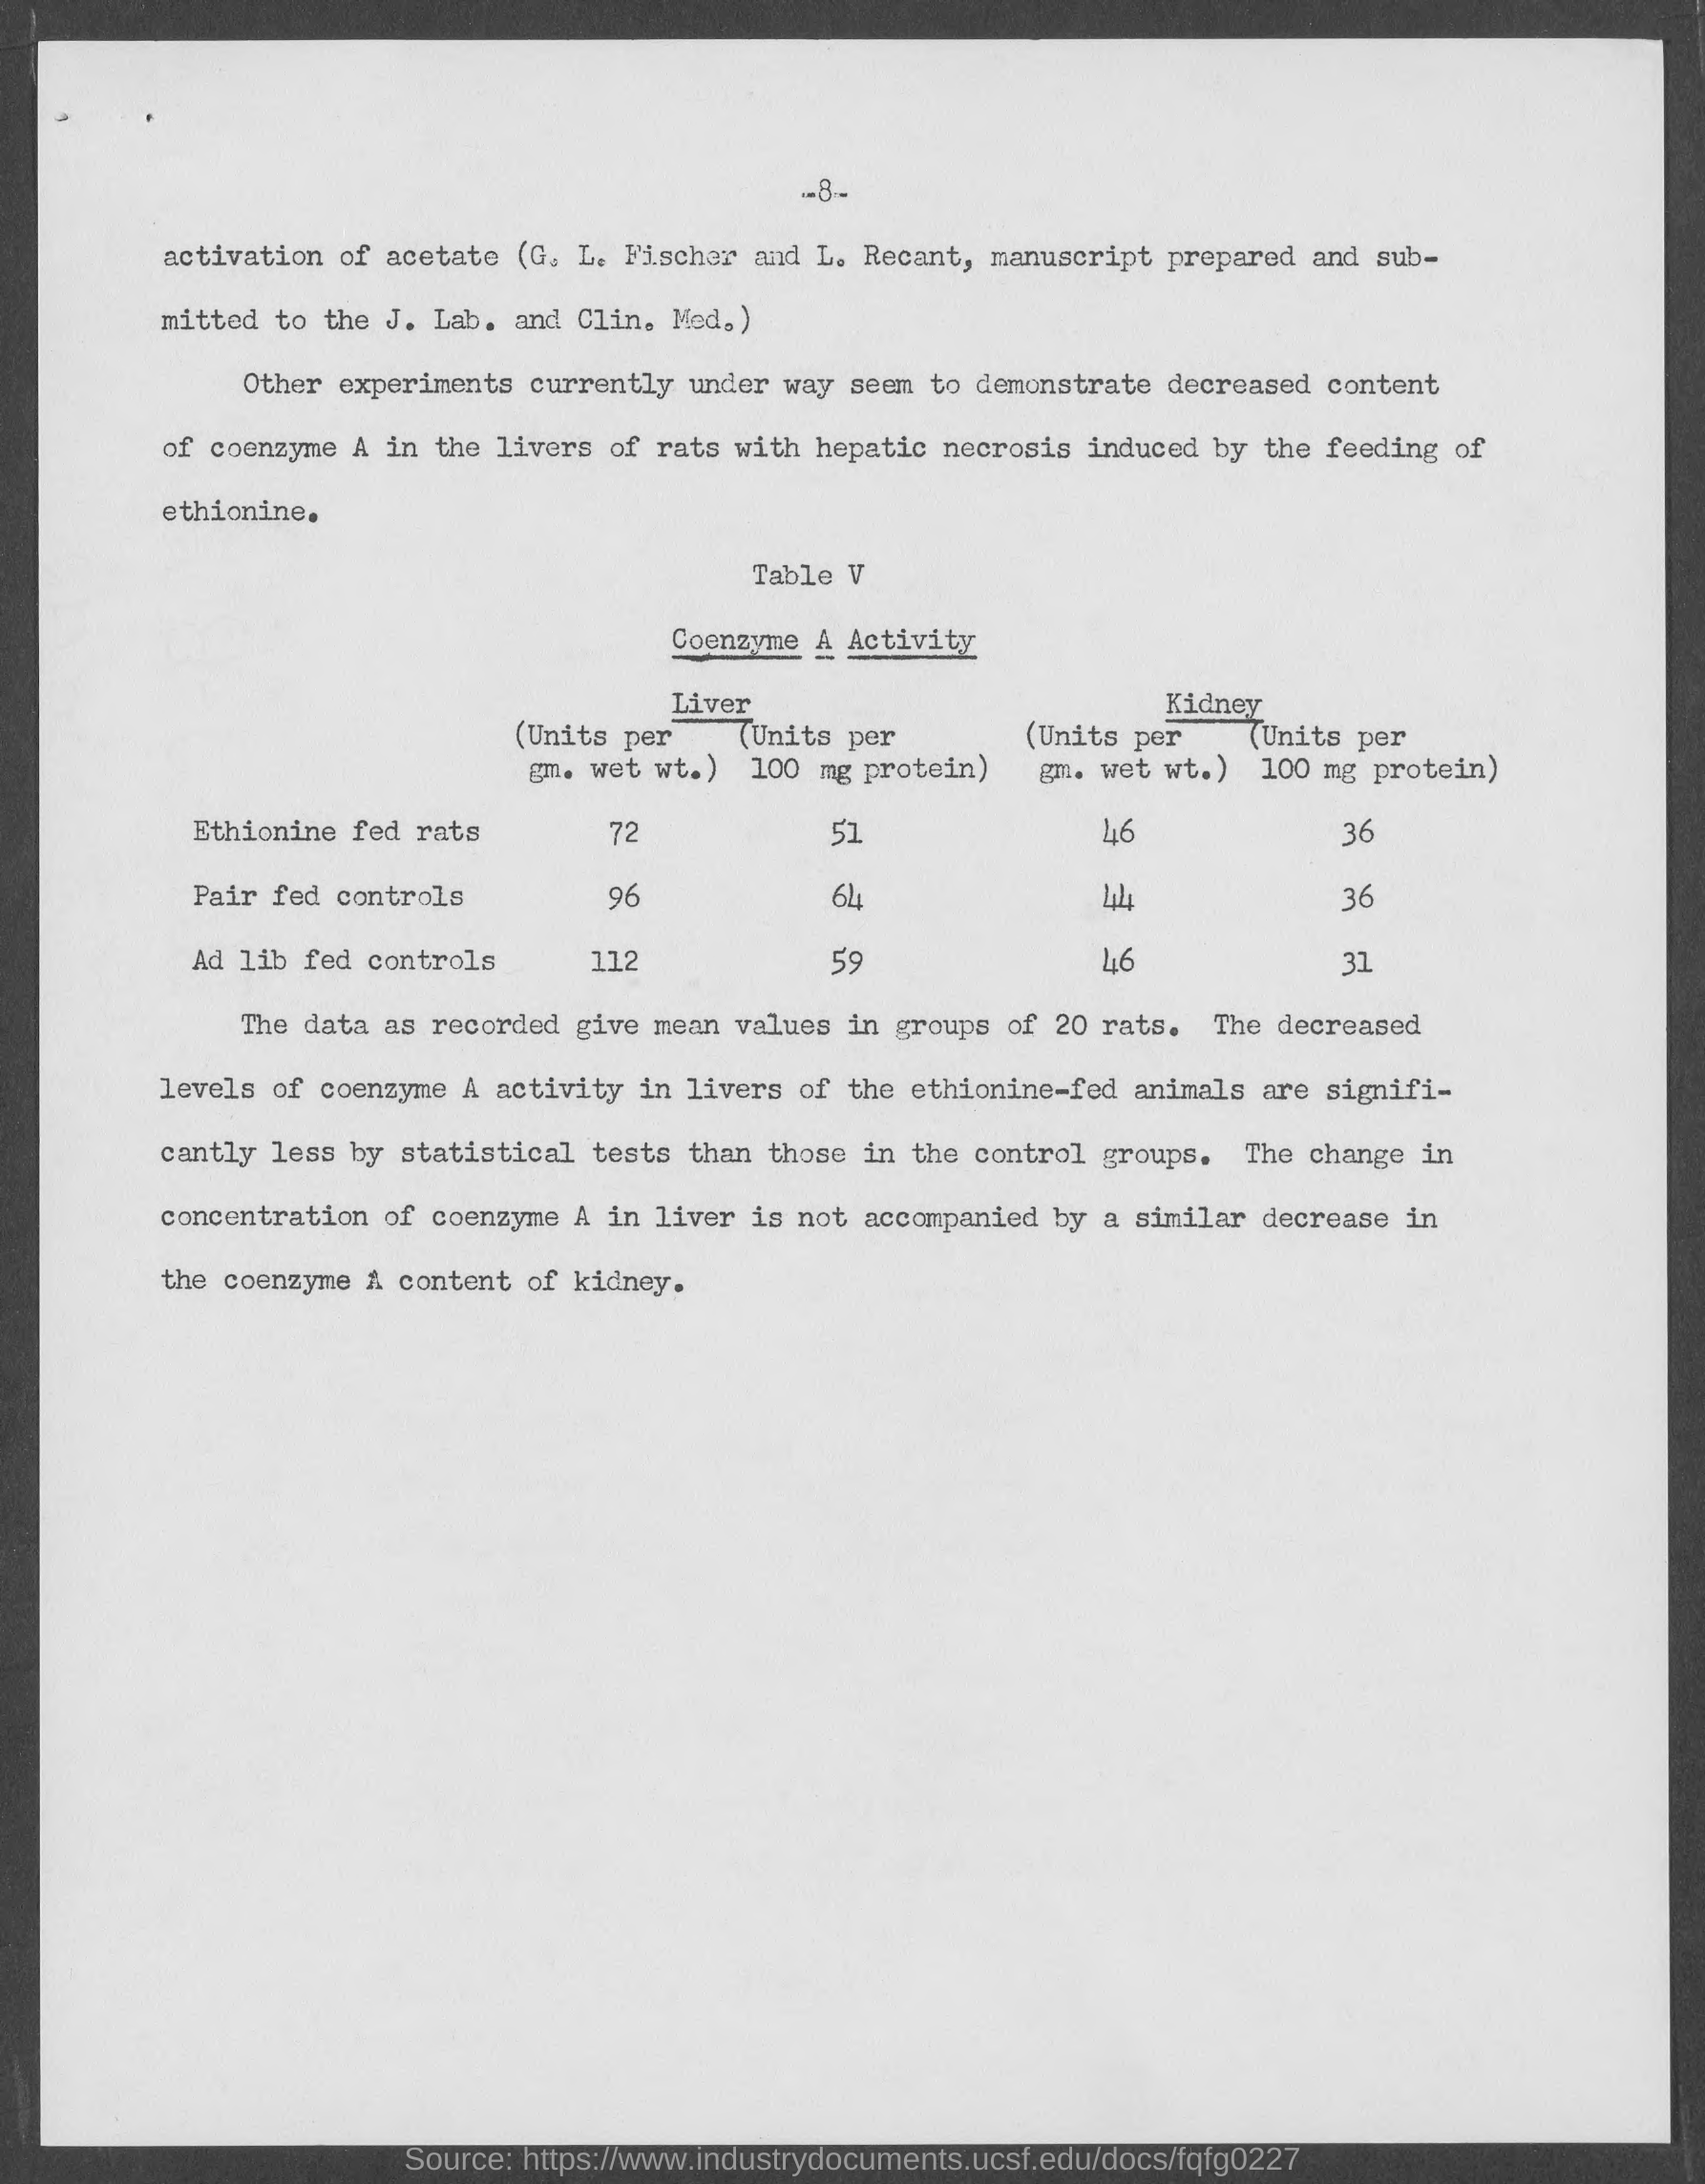 -8-
activation of acetate (G. L. Fischer and L. Recant, manuscript prepared and sub-
mitted to the J. Lab. and Clin. Med.)
Other experiments currently under way seem to demonstrate decreased content
of coenzyme A in the livers of rats with hepatic necrosis induced by the feeding of
ethionine.
Table V
Coenzyme A Activity
Liver Kidney
(Units per (Units per (Units per (Units per
gm. wet wt.) 100 mg protein) gm. wet wt.) 100 mg protein)
Ethionine fed rats 72 51 46 36
Pair fed controls 96 64 44 36
Ad lib fed controls 112 59 46 31
The data as recorded give mean values in groups of 20 rats. The decreased
levels of coenzyme A activity in livers of the ethionine-fed animals are signifi-
cantly less by statistical tests than those in the control groups. The change in
concentration of coenzyme A in liver is not accompanied by a similar decrease in
the coenzyme A content of kidney.
Source: https://www.industrydocuments.ucsf.edu/docs/fqfg0227